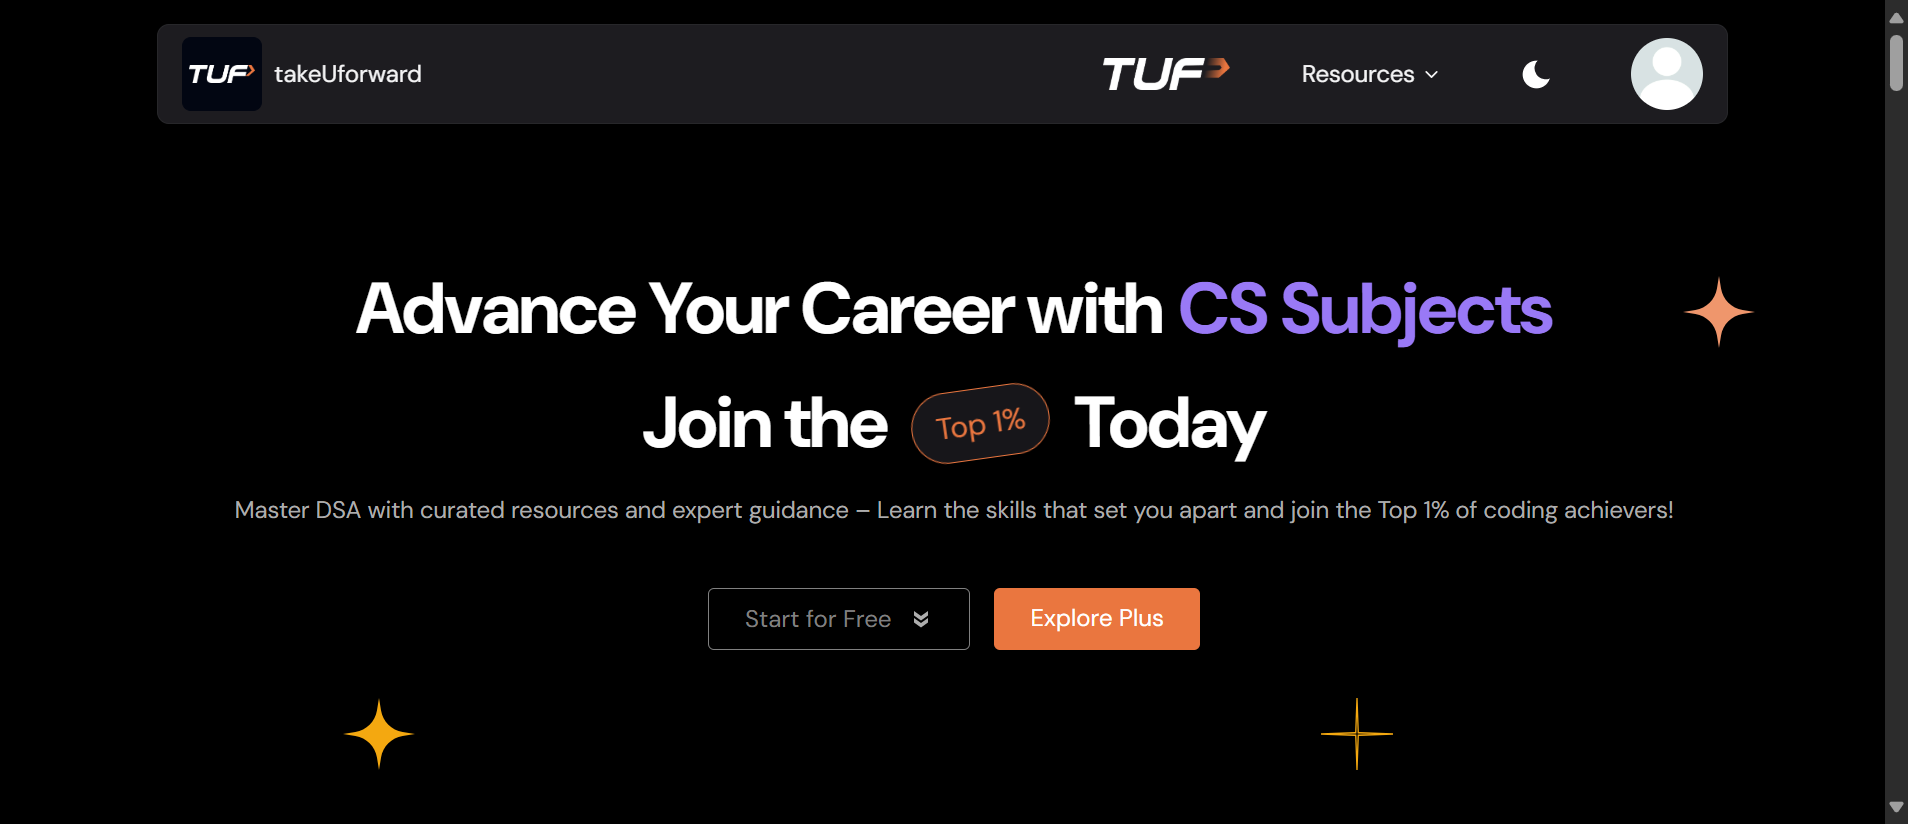 TUF takeUforward TUF Resources
Advance Your Career with CS Subjects
Join the Top 1% Today
Master DSA with curated resources and expert guidance – Learn the skills that set you apart and join the Top 1% of coding achievers!
Start for Free Explore Plus